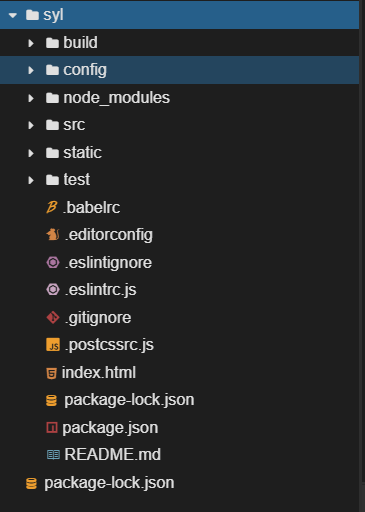 syl
build
config
node_modules
src
static
test
.babelrc
.editorconfig
.eslintignore
.eslintrc.js
.gitignore
JS .postcssrc.js
index.html
package-lock.json
package.json
README.md
package-lock.json